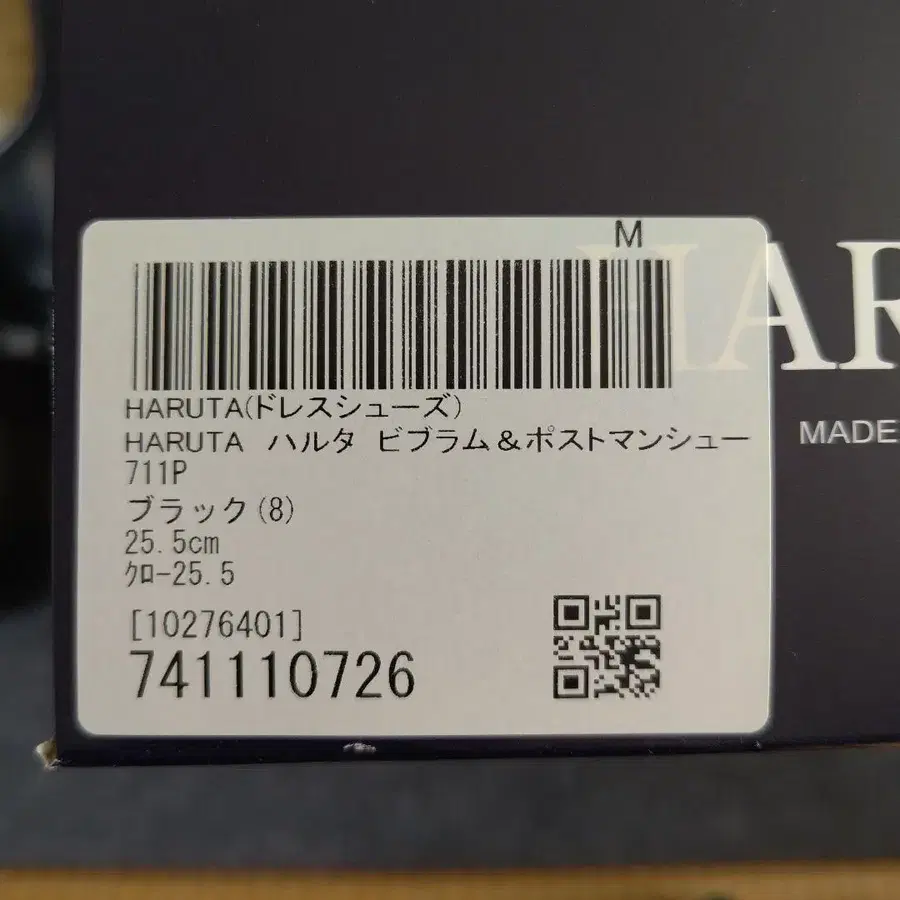 M
HAR
MADE
HARUTA(ドレスシューズ)
HARUTA ハルタ ビブラム&ポストマンシュー
711P
ブラック(8)
25.5cm
ｸﾛ-25.5
[10276401]
741110726